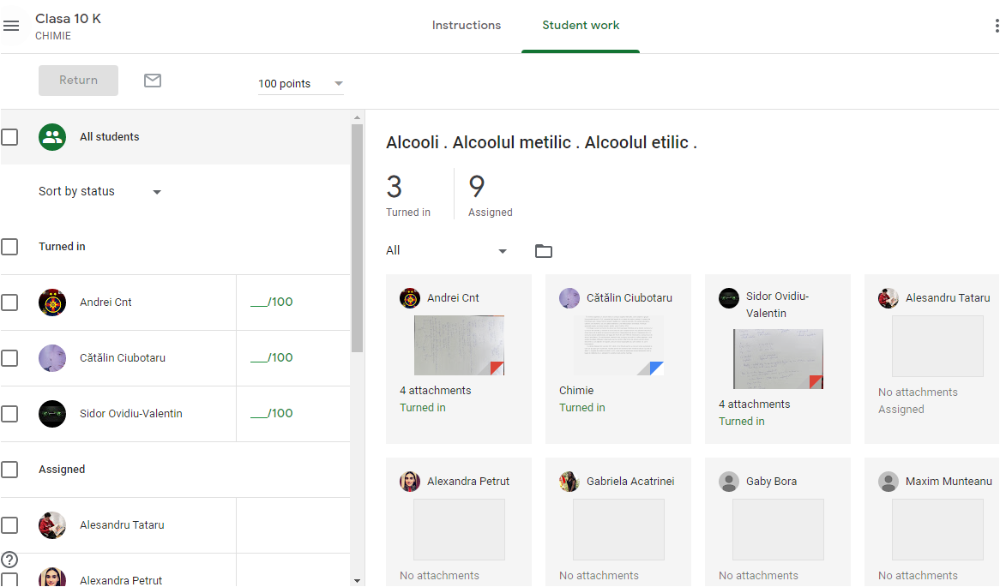 Clasa 10 K
CHIMIE
Instructions
Student work
Return
100 points
All students
Sort by status
Turned in
Andrei Cnt
___/100
Cătălin Ciubotaru
___/100
Sidor Ovidiu-Valentin
___/100
Assigned
Alesandru Tataru
Alexandra Petrut
Alcooli . Alcoolul metilic . Alcoolul etilic .
3
Turned in
9
Assigned
All
Andrei Cnt
4 attachments
Turned in
Cătălin Ciubotaru
Chimie
Turned in
Sidor Ovidiu-
Valentin
4 attachments
Turned in
Alesandru Tataru
No attachments
Assigned
Alexandra Petrut
No attachments
Gabriela Acatrinei
No attachments
Gaby Bora
No attachments
Maxim Munteanu
No attachments